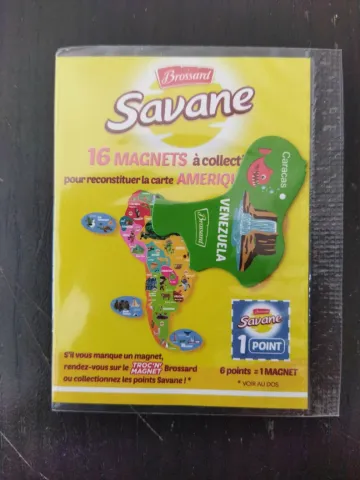 Brossard
Savane
16 MAGNETS à collecti
pour reconstituer la carte AMERIQU
Caracas
VENEZUELA
Brossard
Brossard
Savane
1 POINT
S'il vous manque un magnet,
rendez-vous sur le TROC'N' MAGNET Brossard
ou collectionnez les points Savane ! *
6 points = 1 MAGNET
* VOIR AU DOS